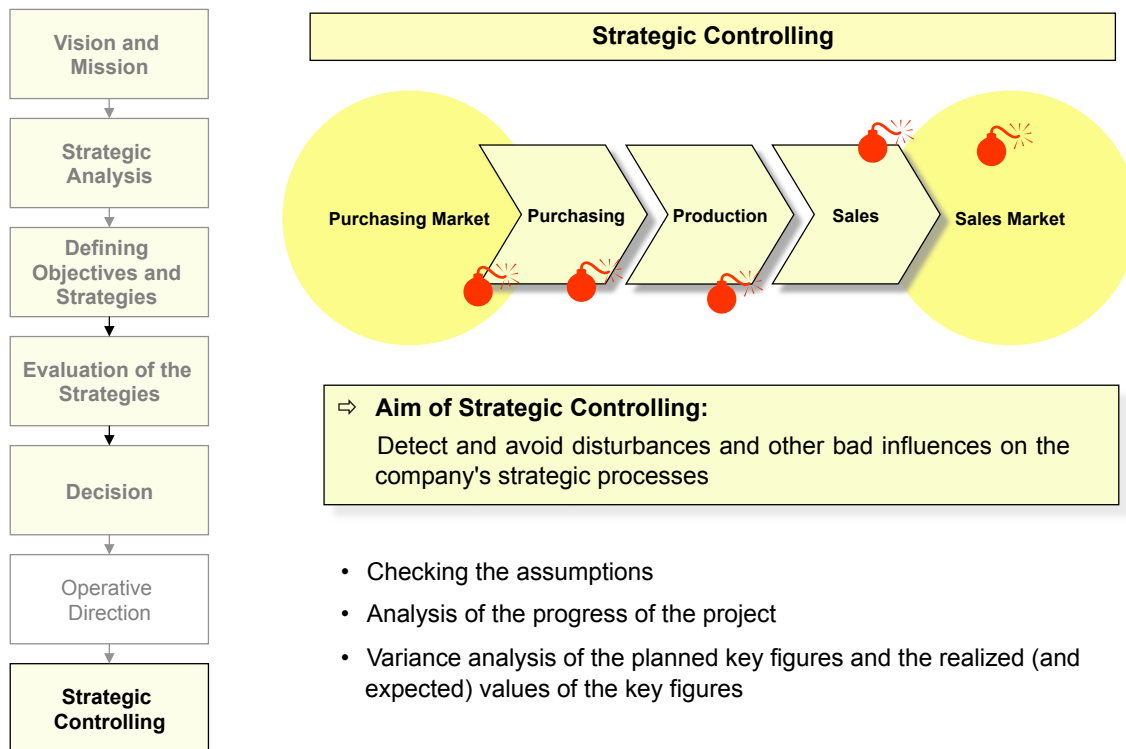 Vision and
Mission
Strategic
Analysis
Defining
Objectives and
Strategies
Evaluation of the
Strategies
Decision
Operative
Direction
Strategic
Controlling
Strategic Controlling
Purchasing Market
Purchasing
Production
Sales
Sales Market
⇨ Aim of Strategic Controlling:
Detect and avoid disturbances and other bad influences on the
company's strategic processes
• Checking the assumptions
• Analysis of the progress of the project
• Variance analysis of the planned key figures and the realized (and
expected) values of the key figures